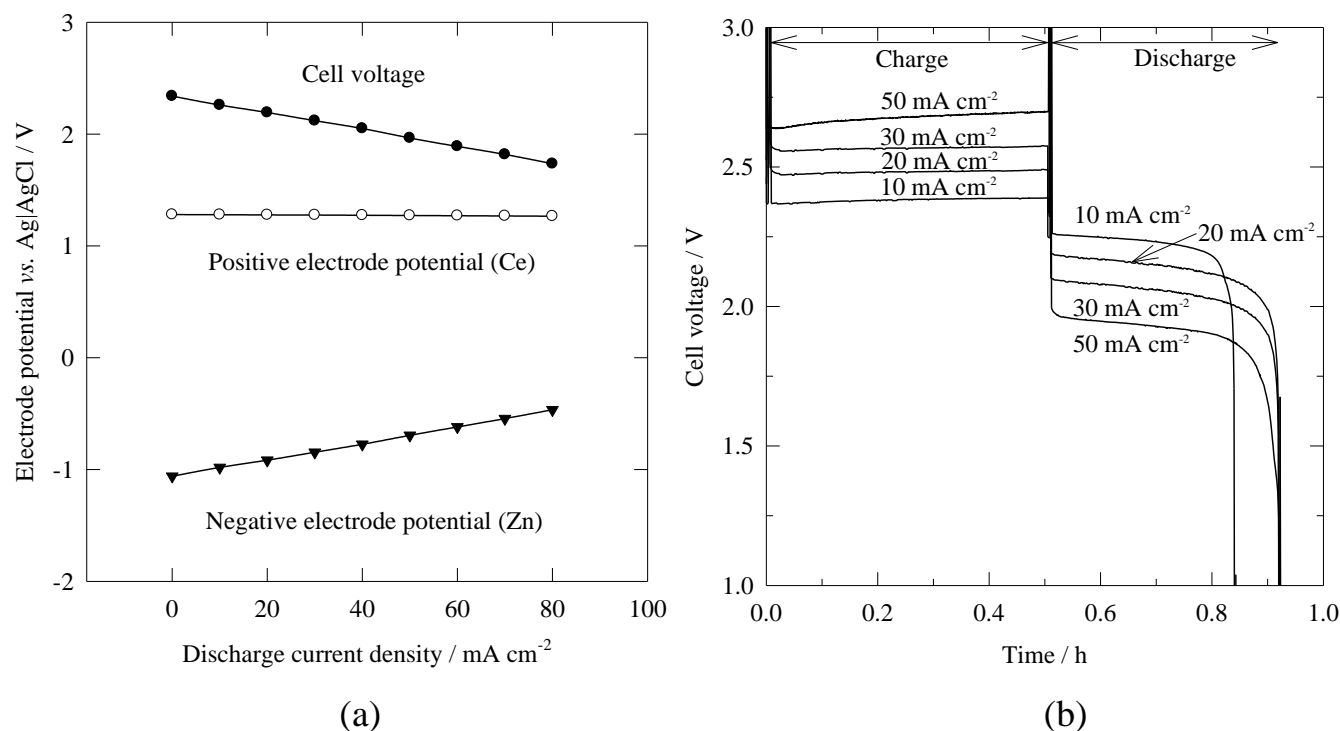 3
2
1
0
-1
-2
Electrode potential vs. Ag|AgCl / V
Cell voltage
Positive electrode potential (Ce)
Negative electrode potential (Zn)
0 20 40 60 80 100
Discharge current density / mA cm-2
(a)
3.0
2.5
2.0
1.5
1.0
Cell voltage / V
Charge
Discharge
50 mA cm-2
30 mA cm-2
20 mA cm-2
10 mA cm-2
10 mA cm-2
20 mA cm-2
30 mA cm-2
50 mA cm-2
0.0 0.2 0.4 0.6 0.8 1.0
Time / h
(b)